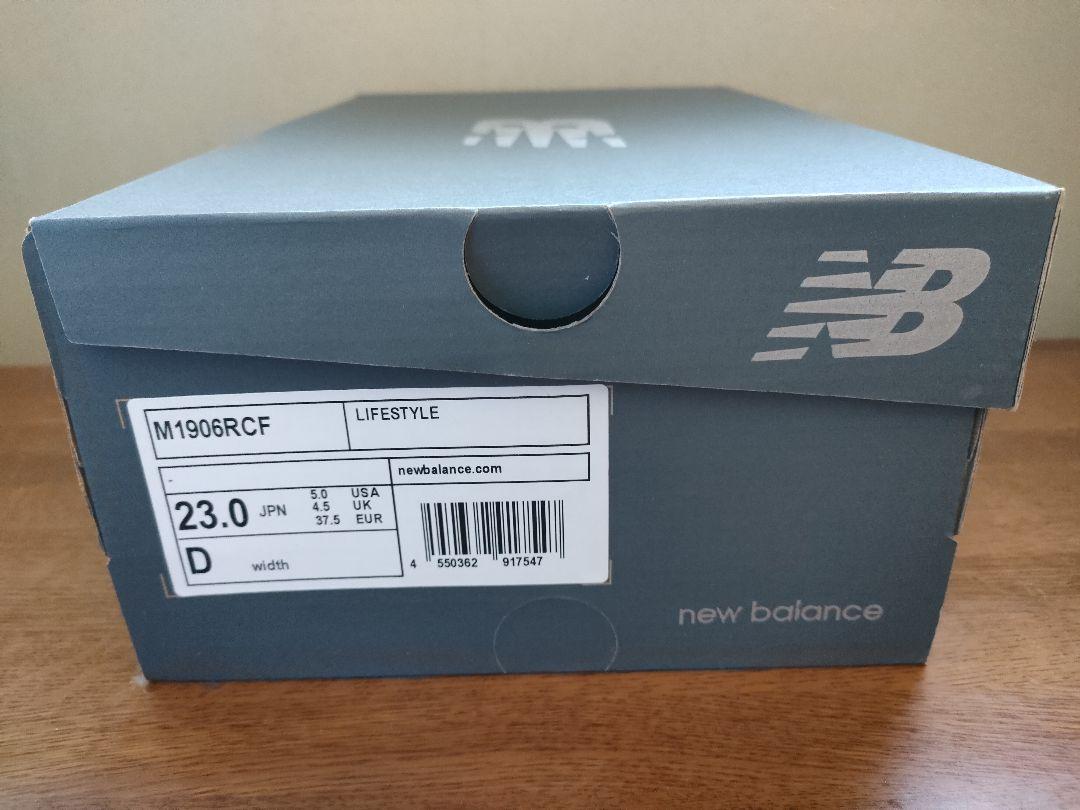 NB
M1906RCF
LIFESTYLE
-
newbalance.com
23.0 JPN
5.0 USA
4.5 UK
37.5 EUR
D width
4 550362 917547
new balance